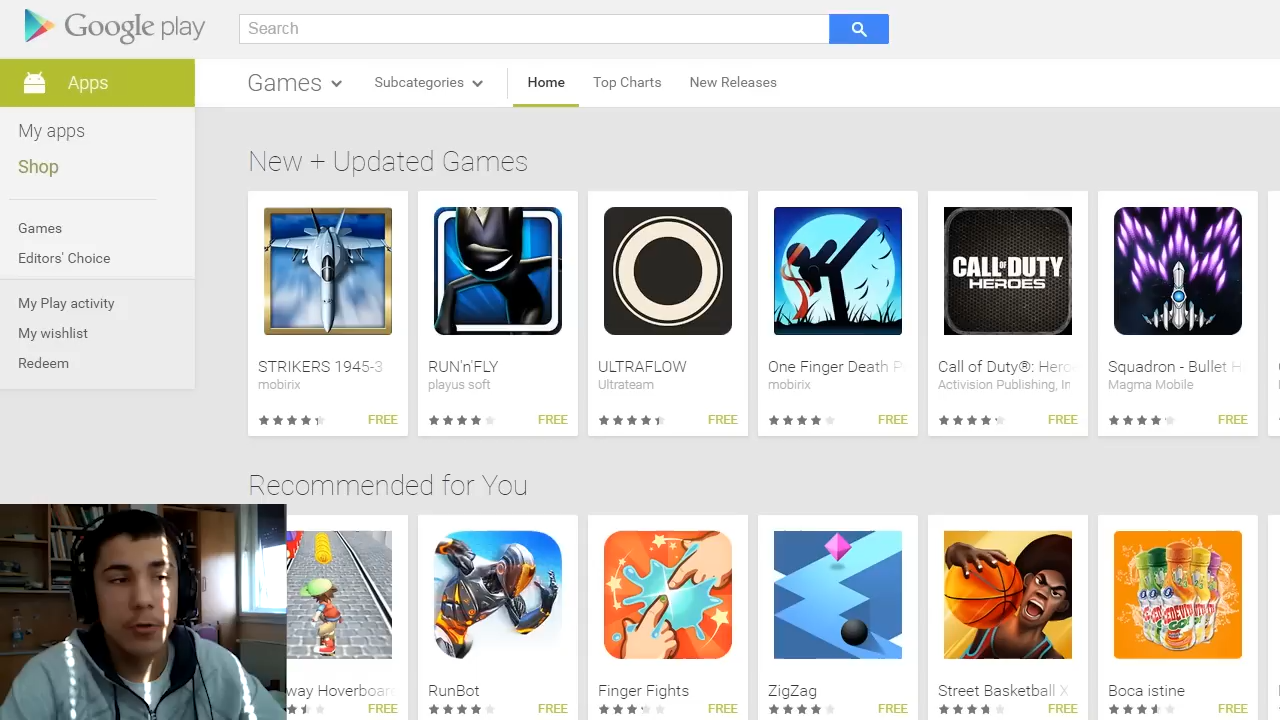 Google play
Search
Apps
Games
Subcategories
Home
Top Charts
New Releases
My apps
Shop
Games
Editors' Choice
My Play activity
My wishlist
Redeem
New + Updated Games
CALL OF DUTY
HEROES
STRIKERS 1945-3
RUN'n'FLY
ULTRAFLOW
One Finger Death P
Call of Duty®: Hero
Squadron - Bullet H
mobirix
playus soft
Ultrateam
mobirix
Activision Publishing, In
Magma Mobile
FREE
FREE
FREE
FREE
FREE
FREE
Recommended for You
way Hoverboard
RunBot
Finger Fights
ZigZag
Street Basketball X
Boca istine
FREE
FREE
FREE
FREE
FREE
FREE